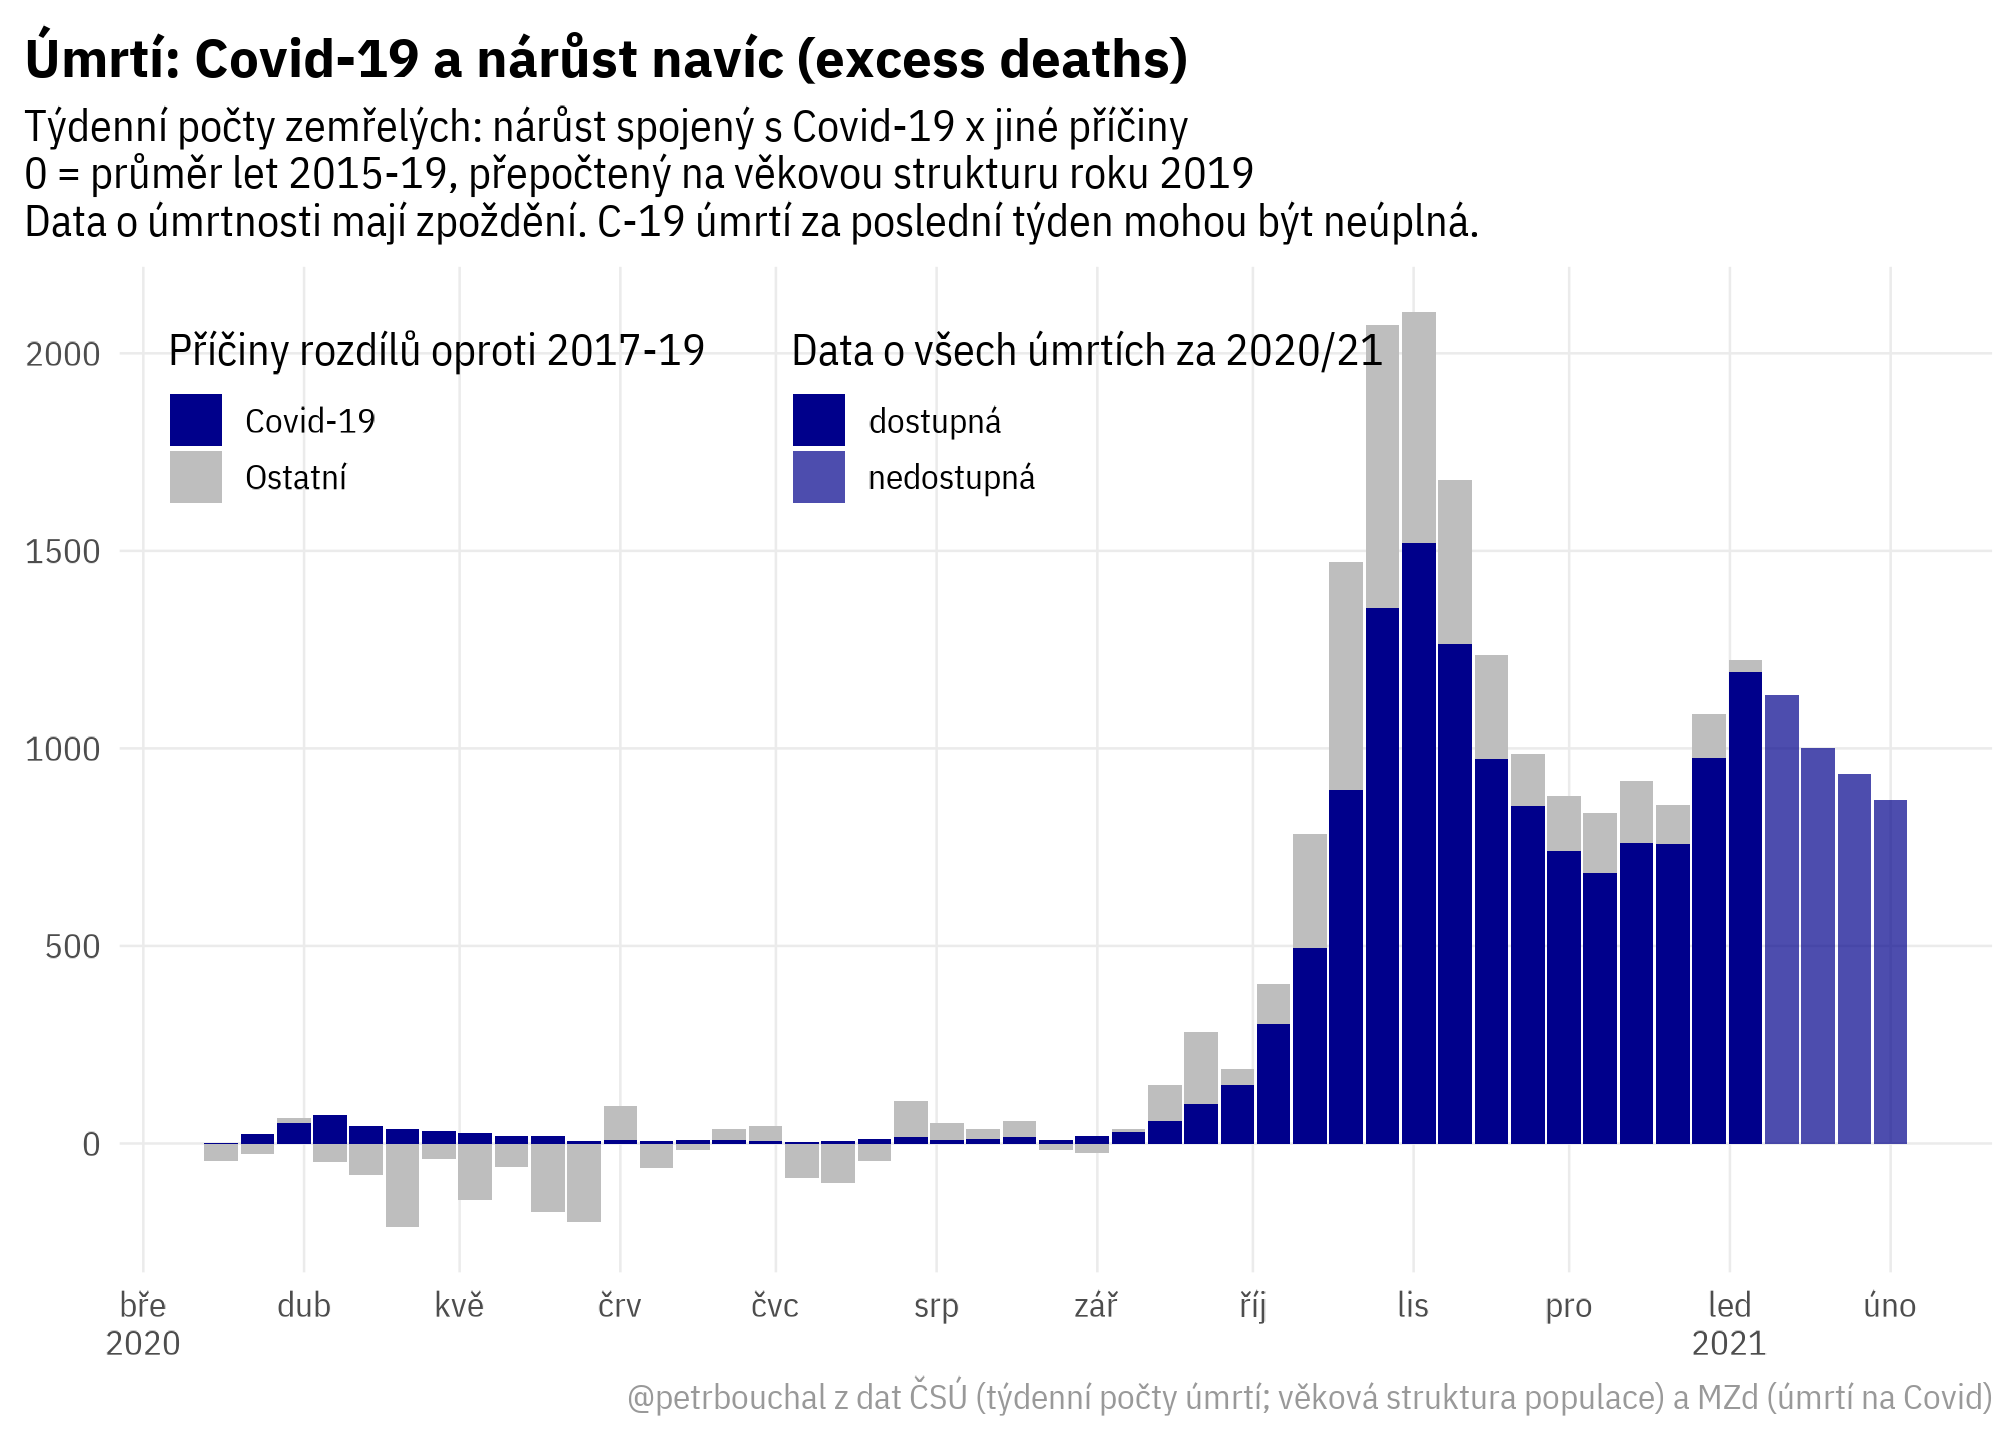 Úmrtí: Covid-19 a nárůst navíc (excess deaths)
Týdenní počty zemřelých: nárůst spojený s Covid-19 x jiné příčiny
0 = průměr let 2015-19, přepočtený na věkovou strukturu roku 2019
Data o úmrtnosti mají zpoždění. C-19 úmrtí za poslední týden mohou být neúplná.
Příčiny rozdílů oproti 2017-19
Covid-19
Ostatní
Data o všech úmrtích za 2020/21
dostupná
nedostupná
2000
1500
1000
500
0
bře dub kvě črv čvc srp zář říj lis pro led úno
2020 2021
@petrbouchal z dat ČSÚ (týdenní počty úmrtí; věková struktura populace) a MZd (úmrtí na Covid)